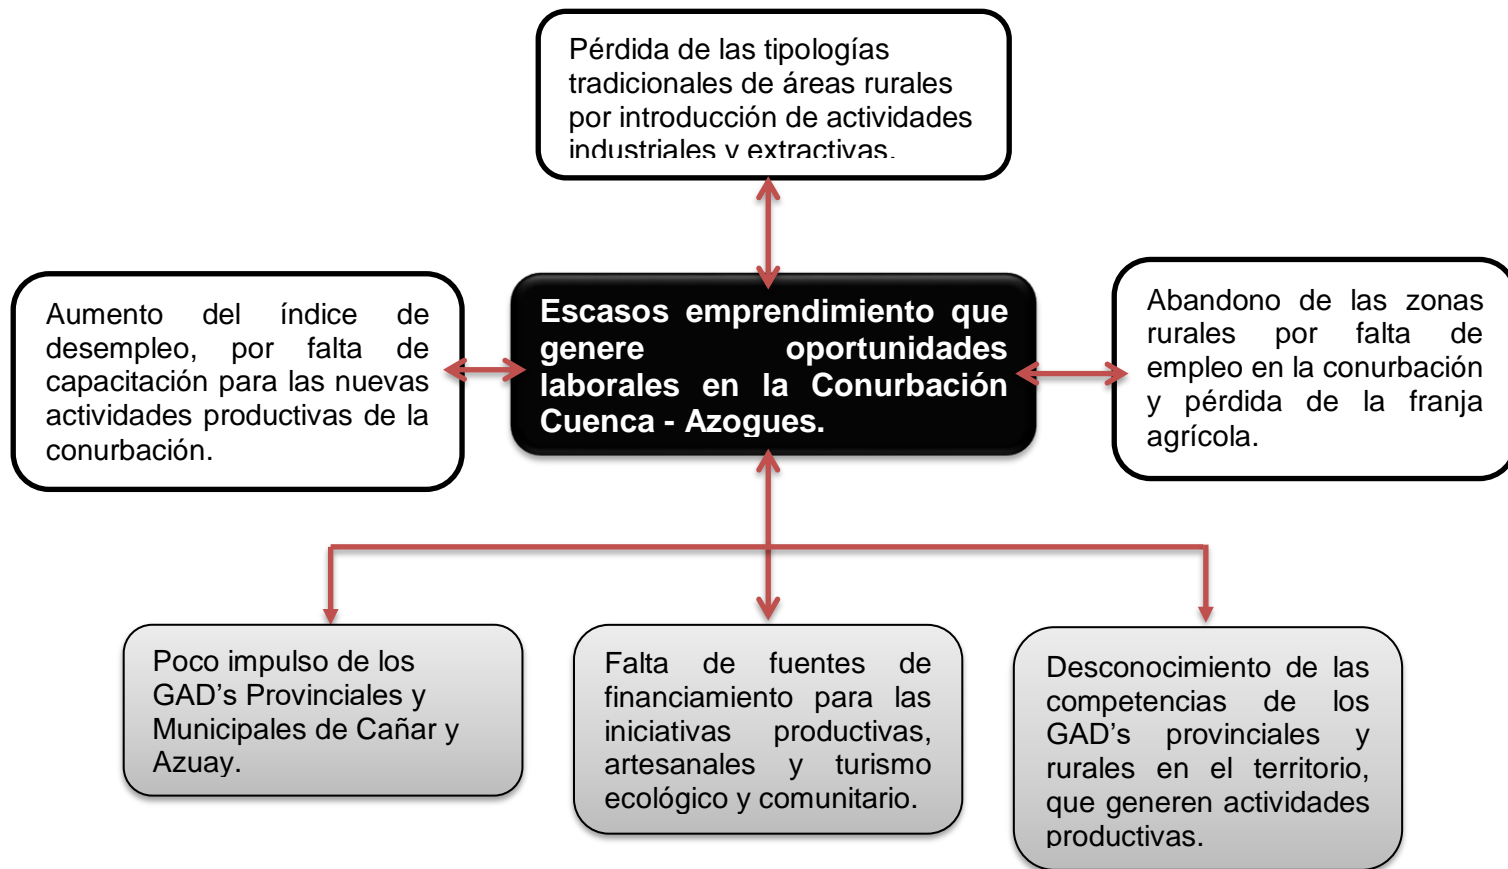 Pérdida de las tipologías
tradicionales de áreas rurales
por introducción de actividades
industriales y extractivas.
Aumento del índice de
desempleo, por falta de
capacitación para las nuevas
actividades productivas de la
conurbación.
Escasos emprendimiento que
genere oportunidades
laborales en la Conurbación
Cuenca - Azogues.
Abandono de las zonas
rurales por falta de
empleo en la conurbación
y pérdida de la franja
agrícola.
Poco impulso de los
GAD’s Provinciales y
Municipales de Cañar y
Azuay.
Falta de fuentes de
financiamiento para las
iniciativas productivas,
artesanales y turismo
ecológico y comunitario.
Desconocimiento de las
competencias de los
GAD’s provinciales y
rurales en el territorio,
que generen actividades
productivas.